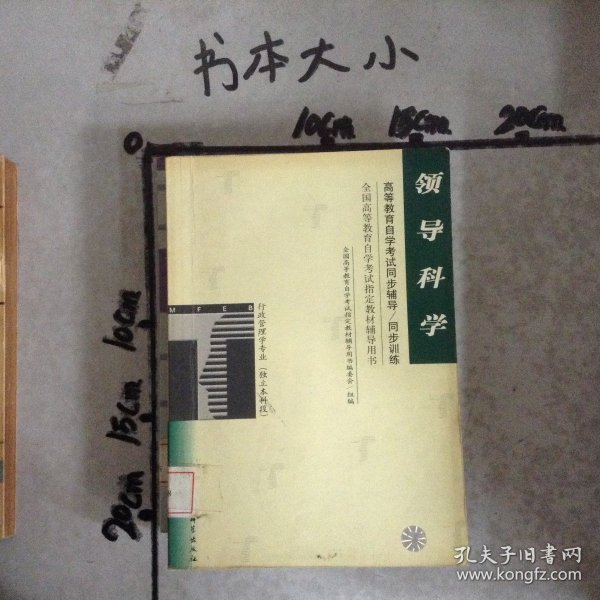 书本大小
0
10cm
15cm
20cm
10cm
15cm
20cm
领导科学
高等教育自学考试同步辅导/同步训练
全国高等教育自学考试指定教材辅导用书
全国高等教育自学考试指定教材辅导用书编委会/组编
行政管理学专业(独立本科段)
MFEB
孔夫子旧书网
www.kongfz.com